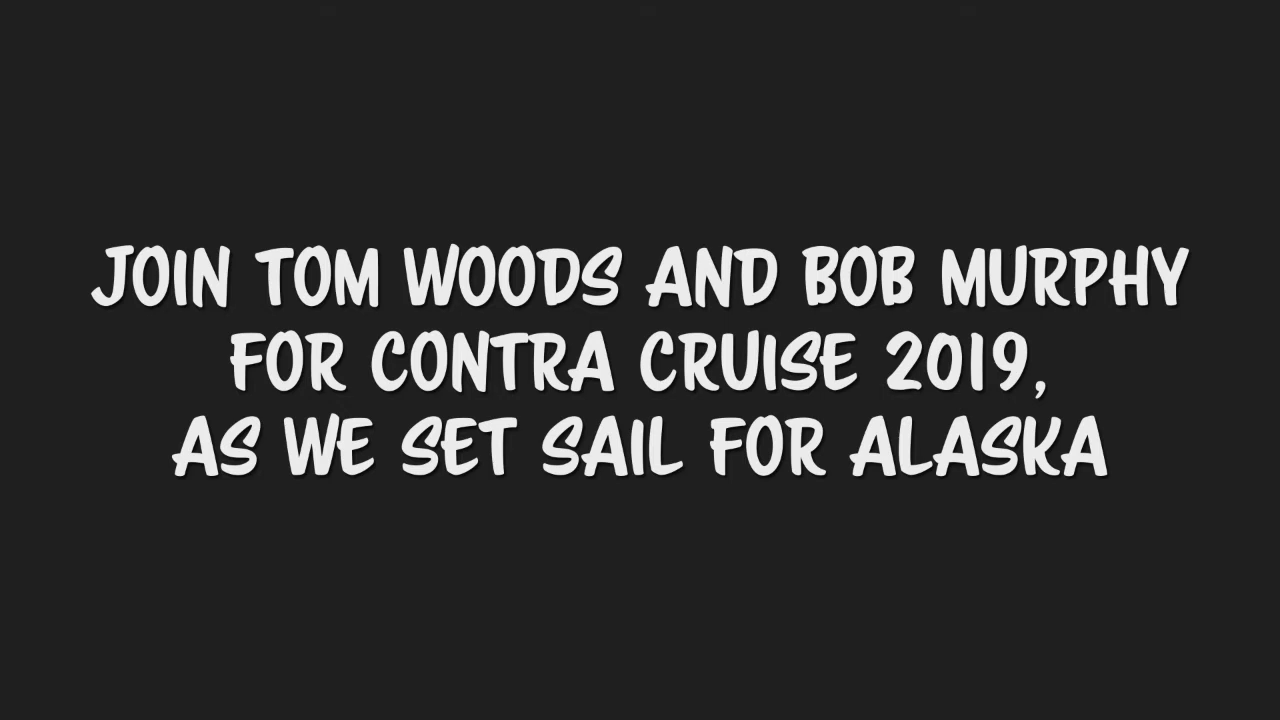 JOIN TOM WOODS AND BOB MURPHY
FOR CONTRA CRUISE 2019,
AS WE SET SAIL FOR ALASKA